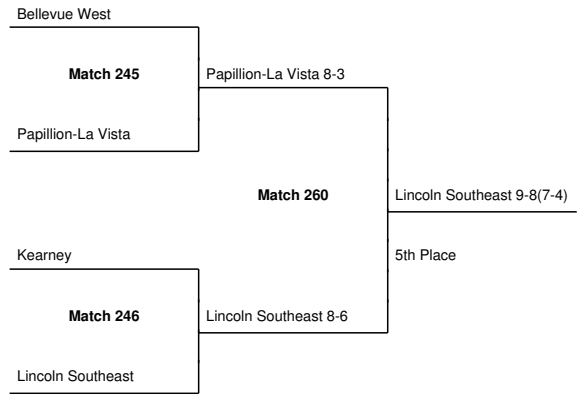 Bellevue West
Match 245
Papillion-La Vista 8-3
Papillion-La Vista
Match 260
Lincoln Southeast 9-8(7-4)
Kearney
5th Place
Match 246
Lincoln Southeast 8-6
Lincoln Southeast